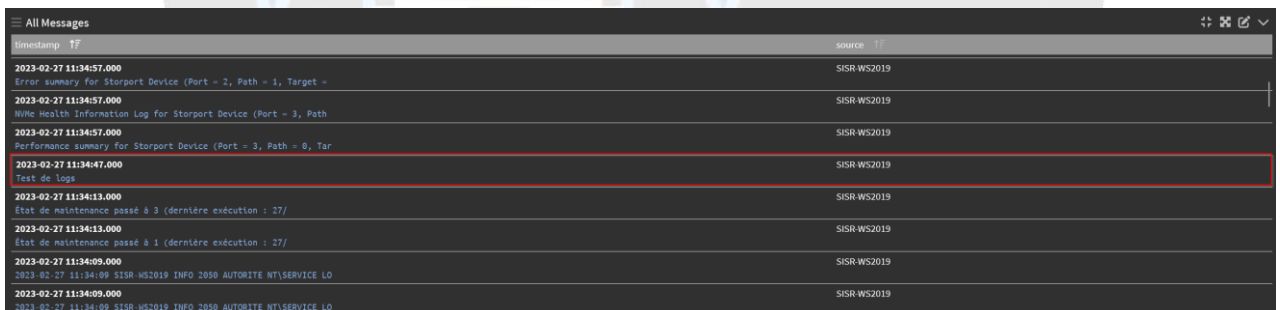 All Messages
timestamp source
2023-02-27 11:34:57.000 SISR-WS2019
Error summary for Storport Device (Port = 2, Path = 1, Target =
2023-02-27 11:34:57.000 SISR-WS2019
NVMe Health Information Log for Storport Device (Port = 3, Path
2023-02-27 11:34:57.000 SISR-WS2019
Performance summary for Storport Device (Port = 3, Path = 0, Tar
2023-02-27 11:34:47.000 SISR-WS2019
Test de logs
2023-02-27 11:34:13.000 SISR-WS2019
État de maintenance passé à 3 (dernière exécution : 27/
2023-02-27 11:34:13.000 SISR-WS2019
État de maintenance passé à 1 (dernière exécution : 27/
2023-02-27 11:34:09.000 SISR-WS2019
2023-02-27 11:34:09 SISR-WS2019 INFO 2050 AUTORITE NT\SERVICE LO
2023-02-27 11:34:09.000 SISR-WS2019
2023-02-27 11:34:09 SISR-WS2019 INFO 2050 AUTORITE NT\SERVICE LO